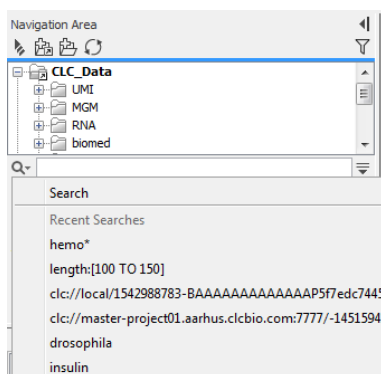 Navigation Area
CLC_Data
UMI
MGM
RNA
biomed
Search
Recent Searches
hemo*
length:[100 TO 150]
clc://local/1542988783-BAAAAAAAAAAAAAP5f7edc7445
clc://master-project01.aarhus.clcbio.com:7777/-1451594
drosophila
insulin